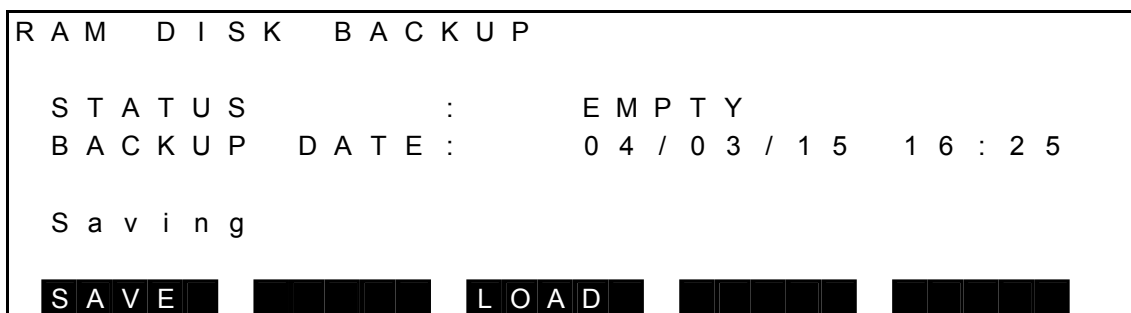 RAM DISK BACKUP
STATUS : EMPTY
BACKUP DATE: 04/03/15 16:25
Saving
SAVE LOAD